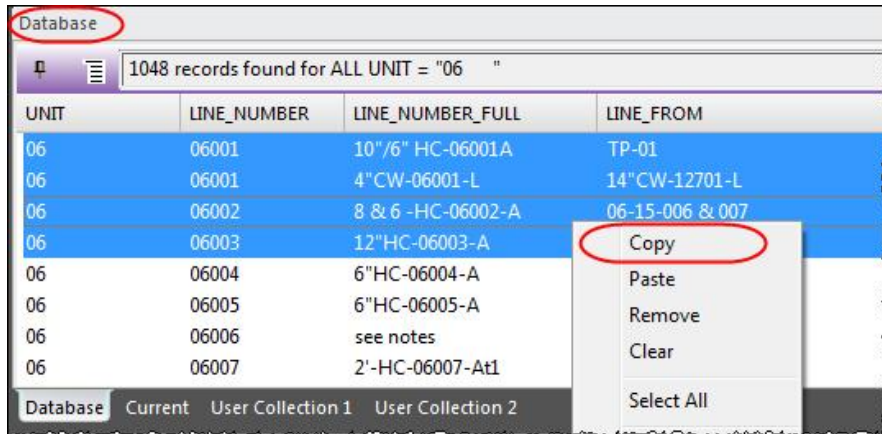 Database
1048 records found for ALL UNIT = "06      "
UNIT LINE_NUMBER LINE_NUMBER_FULL LINE_FROM
06 06001 10"/6" HC-06001A TP-01
06 06001 4"CW-06001-L 14"CW-12701-L
06 06002 8 & 6 -HC-06002-A 06-15-006 & 007
06 06003 12"HC-06003-A
06 06004 6"HC-06004-A
06 06005 6"HC-06005-A
06 06006 see notes
06 06007 2'-HC-06007-At1
Copy
Paste
Remove
Clear
Select All
Database Current User Collection 1 User Collection 2